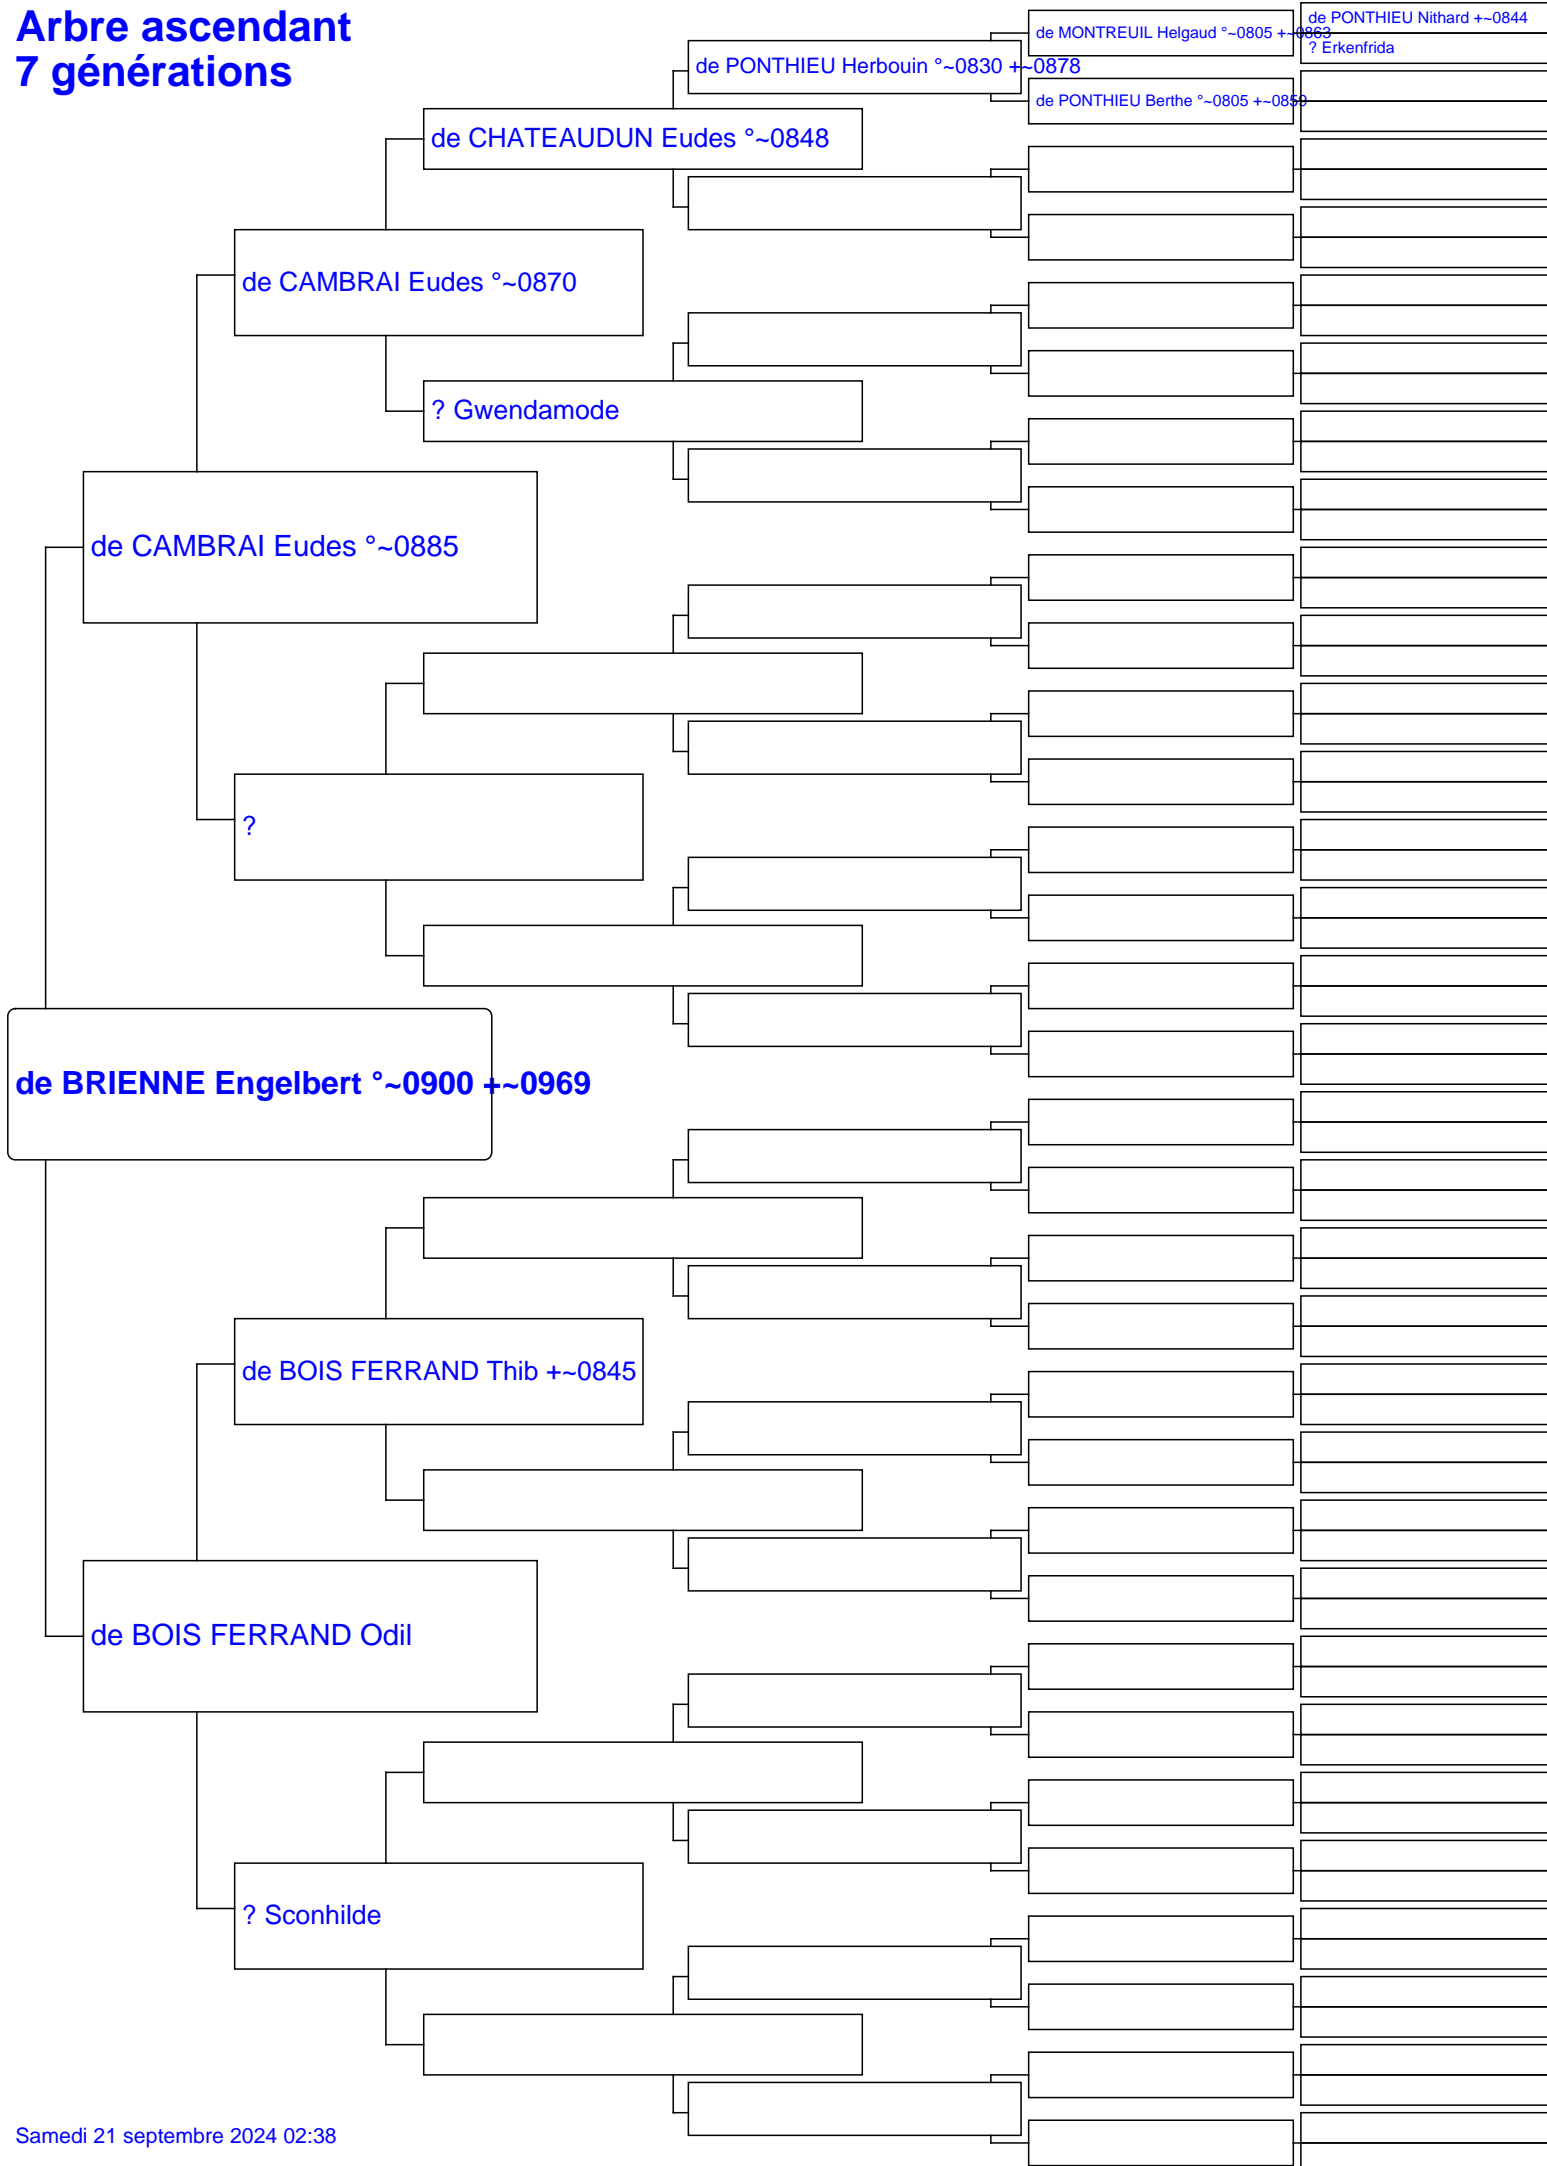 Arbre ascendant
7 générations
de PONTHIEU Nithard +~0844
de MONTREUIL Helgaud °~0805 +~0863
? Erkenfrida
de PONTHIEU Herbouin °~0830 +~0878
de PONTHIEU Berthe °~0805 +~0859
de CHATEAUDUN Eudes °~0848
de CAMBRAI Eudes °~0870
? Gwendamode
de CAMBRAI Eudes °~0885
?
de BRIENNE Engelbert °~0900 +~0969
de BOIS FERRAND Thib +~0845
de BOIS FERRAND Odil
? Sconhilde
Samedi 21 septembre 2024 02:38